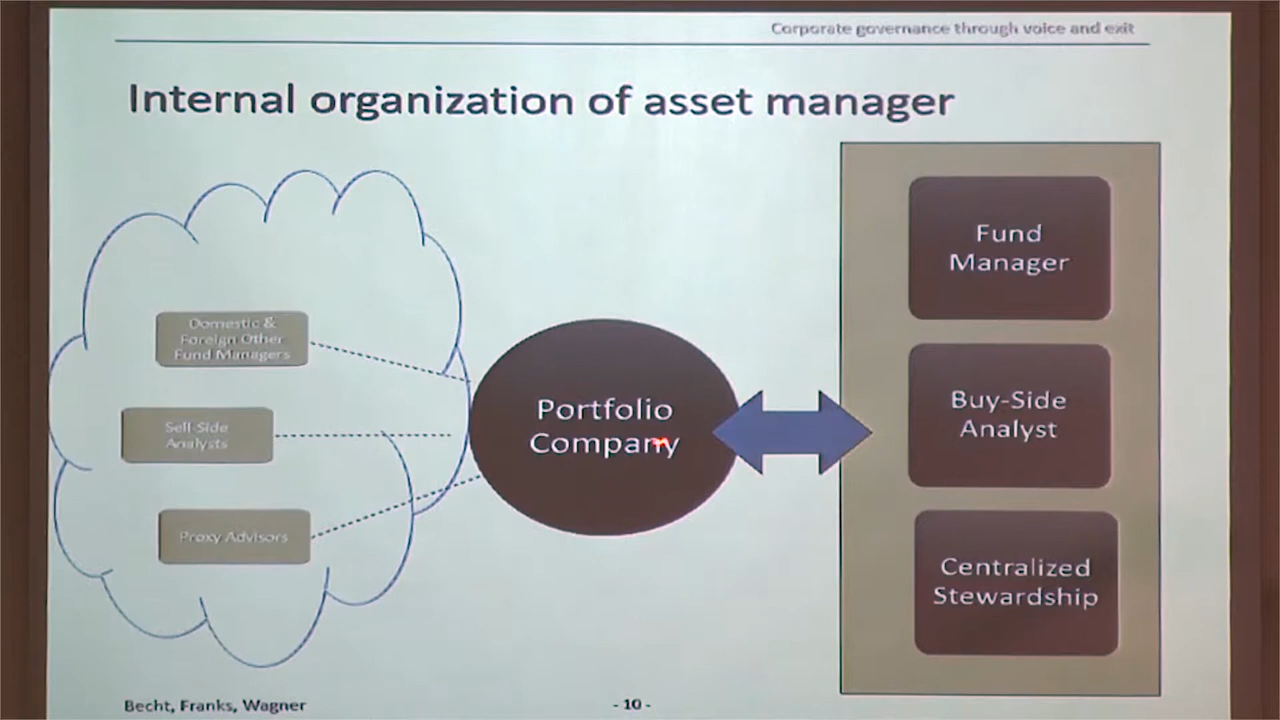 Corporate governance through voice and exit
Internal organization of asset manager
Domestic &
Foreign Other
Fund Managers
Sell-Side
Analysts
Proxy Advisors
Portfolio
Company
Fund
Manager
Buy-Side
Analyst
Centralized
Stewardship
Becht, Franks, Wagner
- 10 -